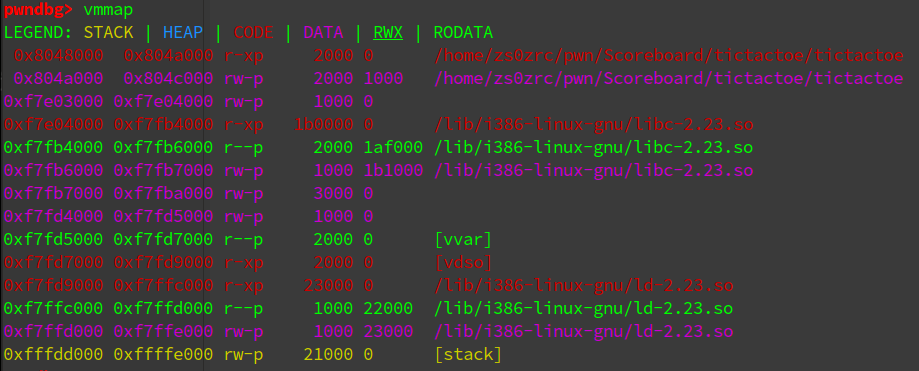 pwndbg> vmmap
LEGEND: STACK | HEAP | CODE | DATA | RWX | RODATA
0x8048000 0x804a000 r-xp 2000 0 /home/zs0zrc/pwn/Scoreboard/tictactoe/tictactoe
0x804a000 0x804c000 rw-p 2000 1000 /home/zs0zrc/pwn/Scoreboard/tictactoe/tictactoe
0xf7e03000 0xf7e04000 rw-p 1000 0
0xf7e04000 0xf7fb4000 r-xp 1b0000 0 /lib/i386-linux-gnu/libc-2.23.so
0xf7fb4000 0xf7fb6000 r--p 2000 1af000 /lib/i386-linux-gnu/libc-2.23.so
0xf7fb6000 0xf7fb7000 rw-p 1000 1b1000 /lib/i386-linux-gnu/libc-2.23.so
0xf7fb7000 0xf7fba000 rw-p 3000 0
0xf7fd4000 0xf7fd5000 rw-p 1000 0
0xf7fd5000 0xf7fd7000 r--p 2000 0 [vvar]
0xf7fd7000 0xf7fd9000 r-xp 2000 0 [vdso]
0xf7fd9000 0xf7ffc000 r-xp 23000 0 /lib/i386-linux-gnu/ld-2.23.so
0xf7ffc000 0xf7ffd000 r--p 1000 22000 /lib/i386-linux-gnu/ld-2.23.so
0xf7ffd000 0xf7ffe000 rw-p 1000 23000 /lib/i386-linux-gnu/ld-2.23.so
0xfffdd000 0xffffe000 rw-p 21000 0 [stack]